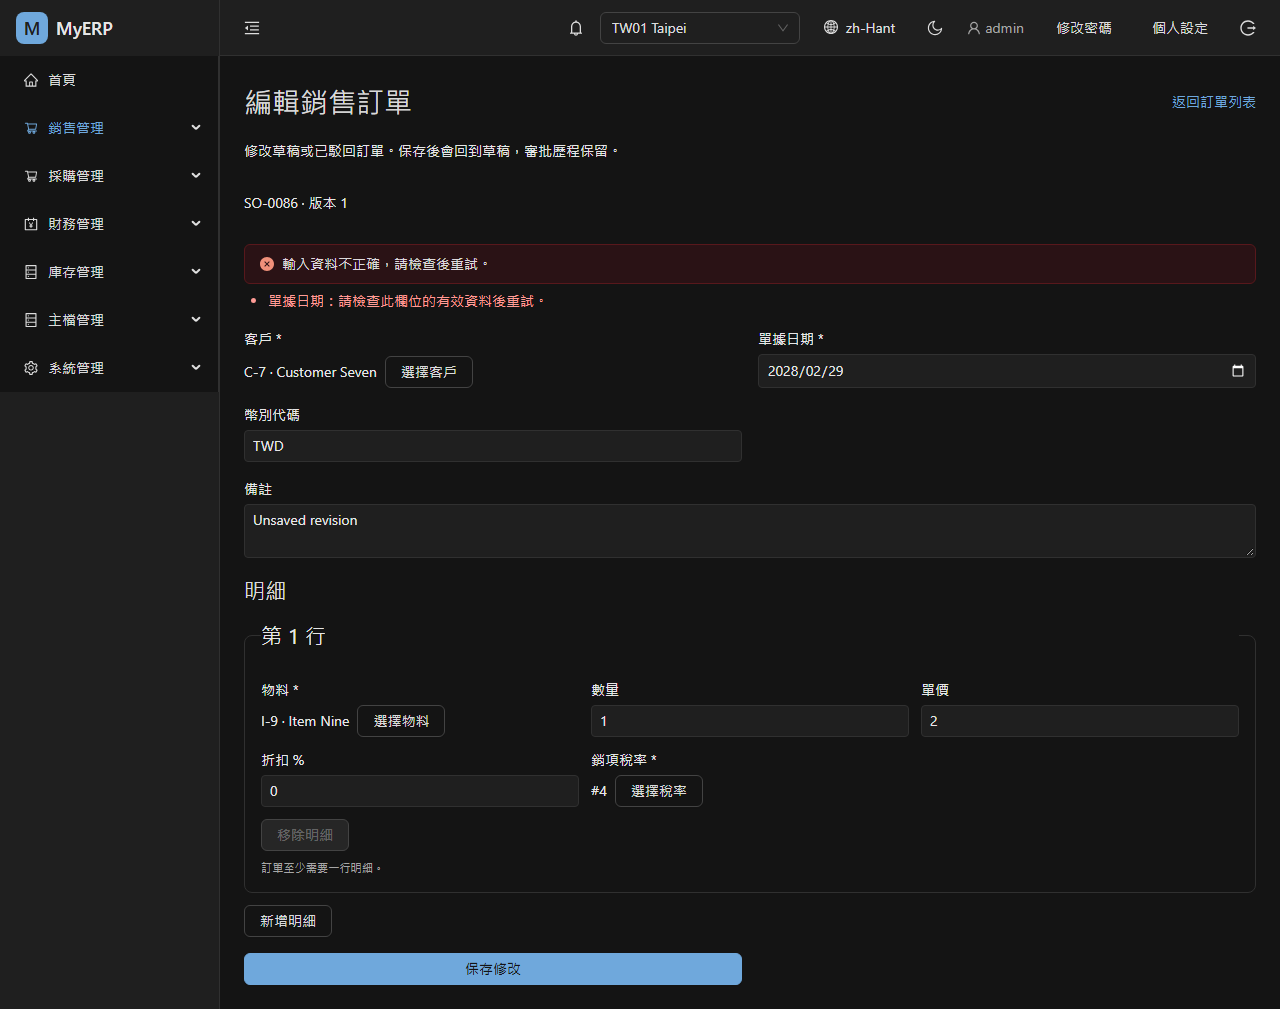 M MyERP
TW01 Taipei
zh-Hant
admin
修改密碼
個人設定
首頁
銷售管理
採購管理
財務管理
庫存管理
主檔管理
系統管理
編輯銷售訂單
返回訂單列表
修改草稿或已駁回訂單。保存後會回到草稿，審批歷程保留。
SO-0086 · 版本 1
輸入資料不正確，請檢查後重試。
單據日期：請檢查此欄位的有效資料後重試。
客戶 *
C-7 · Customer Seven 選擇客戶
單據日期 *
2028/02/29
幣別代碼
TWD
備註
Unsaved revision
明細
第 1 行
物料 *
I-9 · Item Nine 選擇物料
數量
1
單價
2
折扣 %
0
銷項稅率 *
#4 選擇稅率
移除明細
訂單至少需要一行明細。
新增明細
保存修改